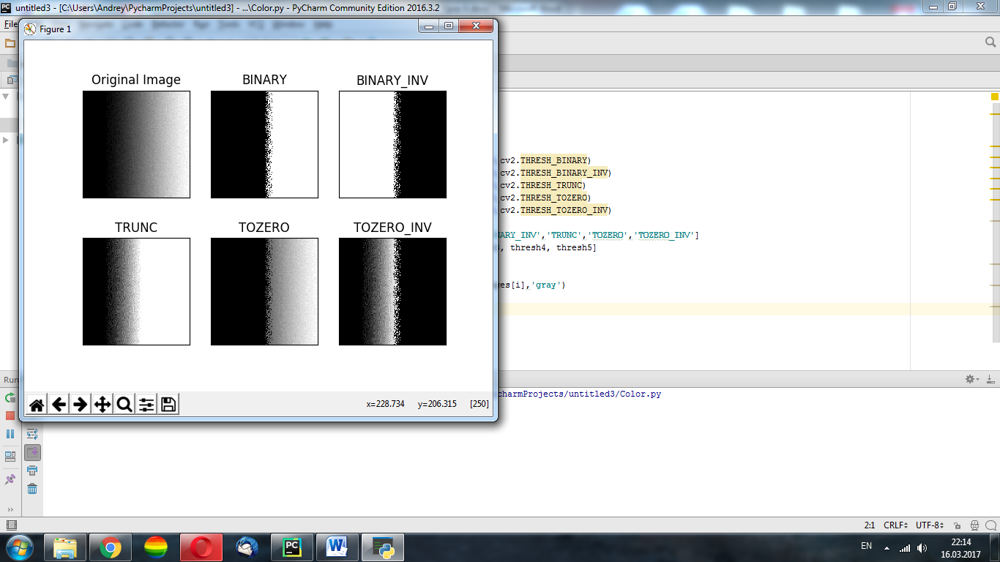 untitled3 - [C:\Users\Andrey\PycharmProjects\untitled3] - ...\Color.py - PyCharm Community Edition 2016.3.2
File
Figure 1
Original Image
BINARY
BINARY_INV
TRUNC
TOZERO
TOZERO_INV
x=228.734 y=206.315 [250]
cv2.THRESH_BINARY)
cv2.THRESH_BINARY_INV)
cv2.THRESH_TRUNC)
cv2.THRESH_TOZERO)
cv2.THRESH_TOZERO_INV)
ARY_INV','TRUNC','TOZERO','TOZERO_INV']
, thresh4, thresh5]
ges[i],'gray')
Run
charmProjects/untitled3/Color.py
2:1 CRLF UTF-8
PC
W
EN
22:14
16.03.2017